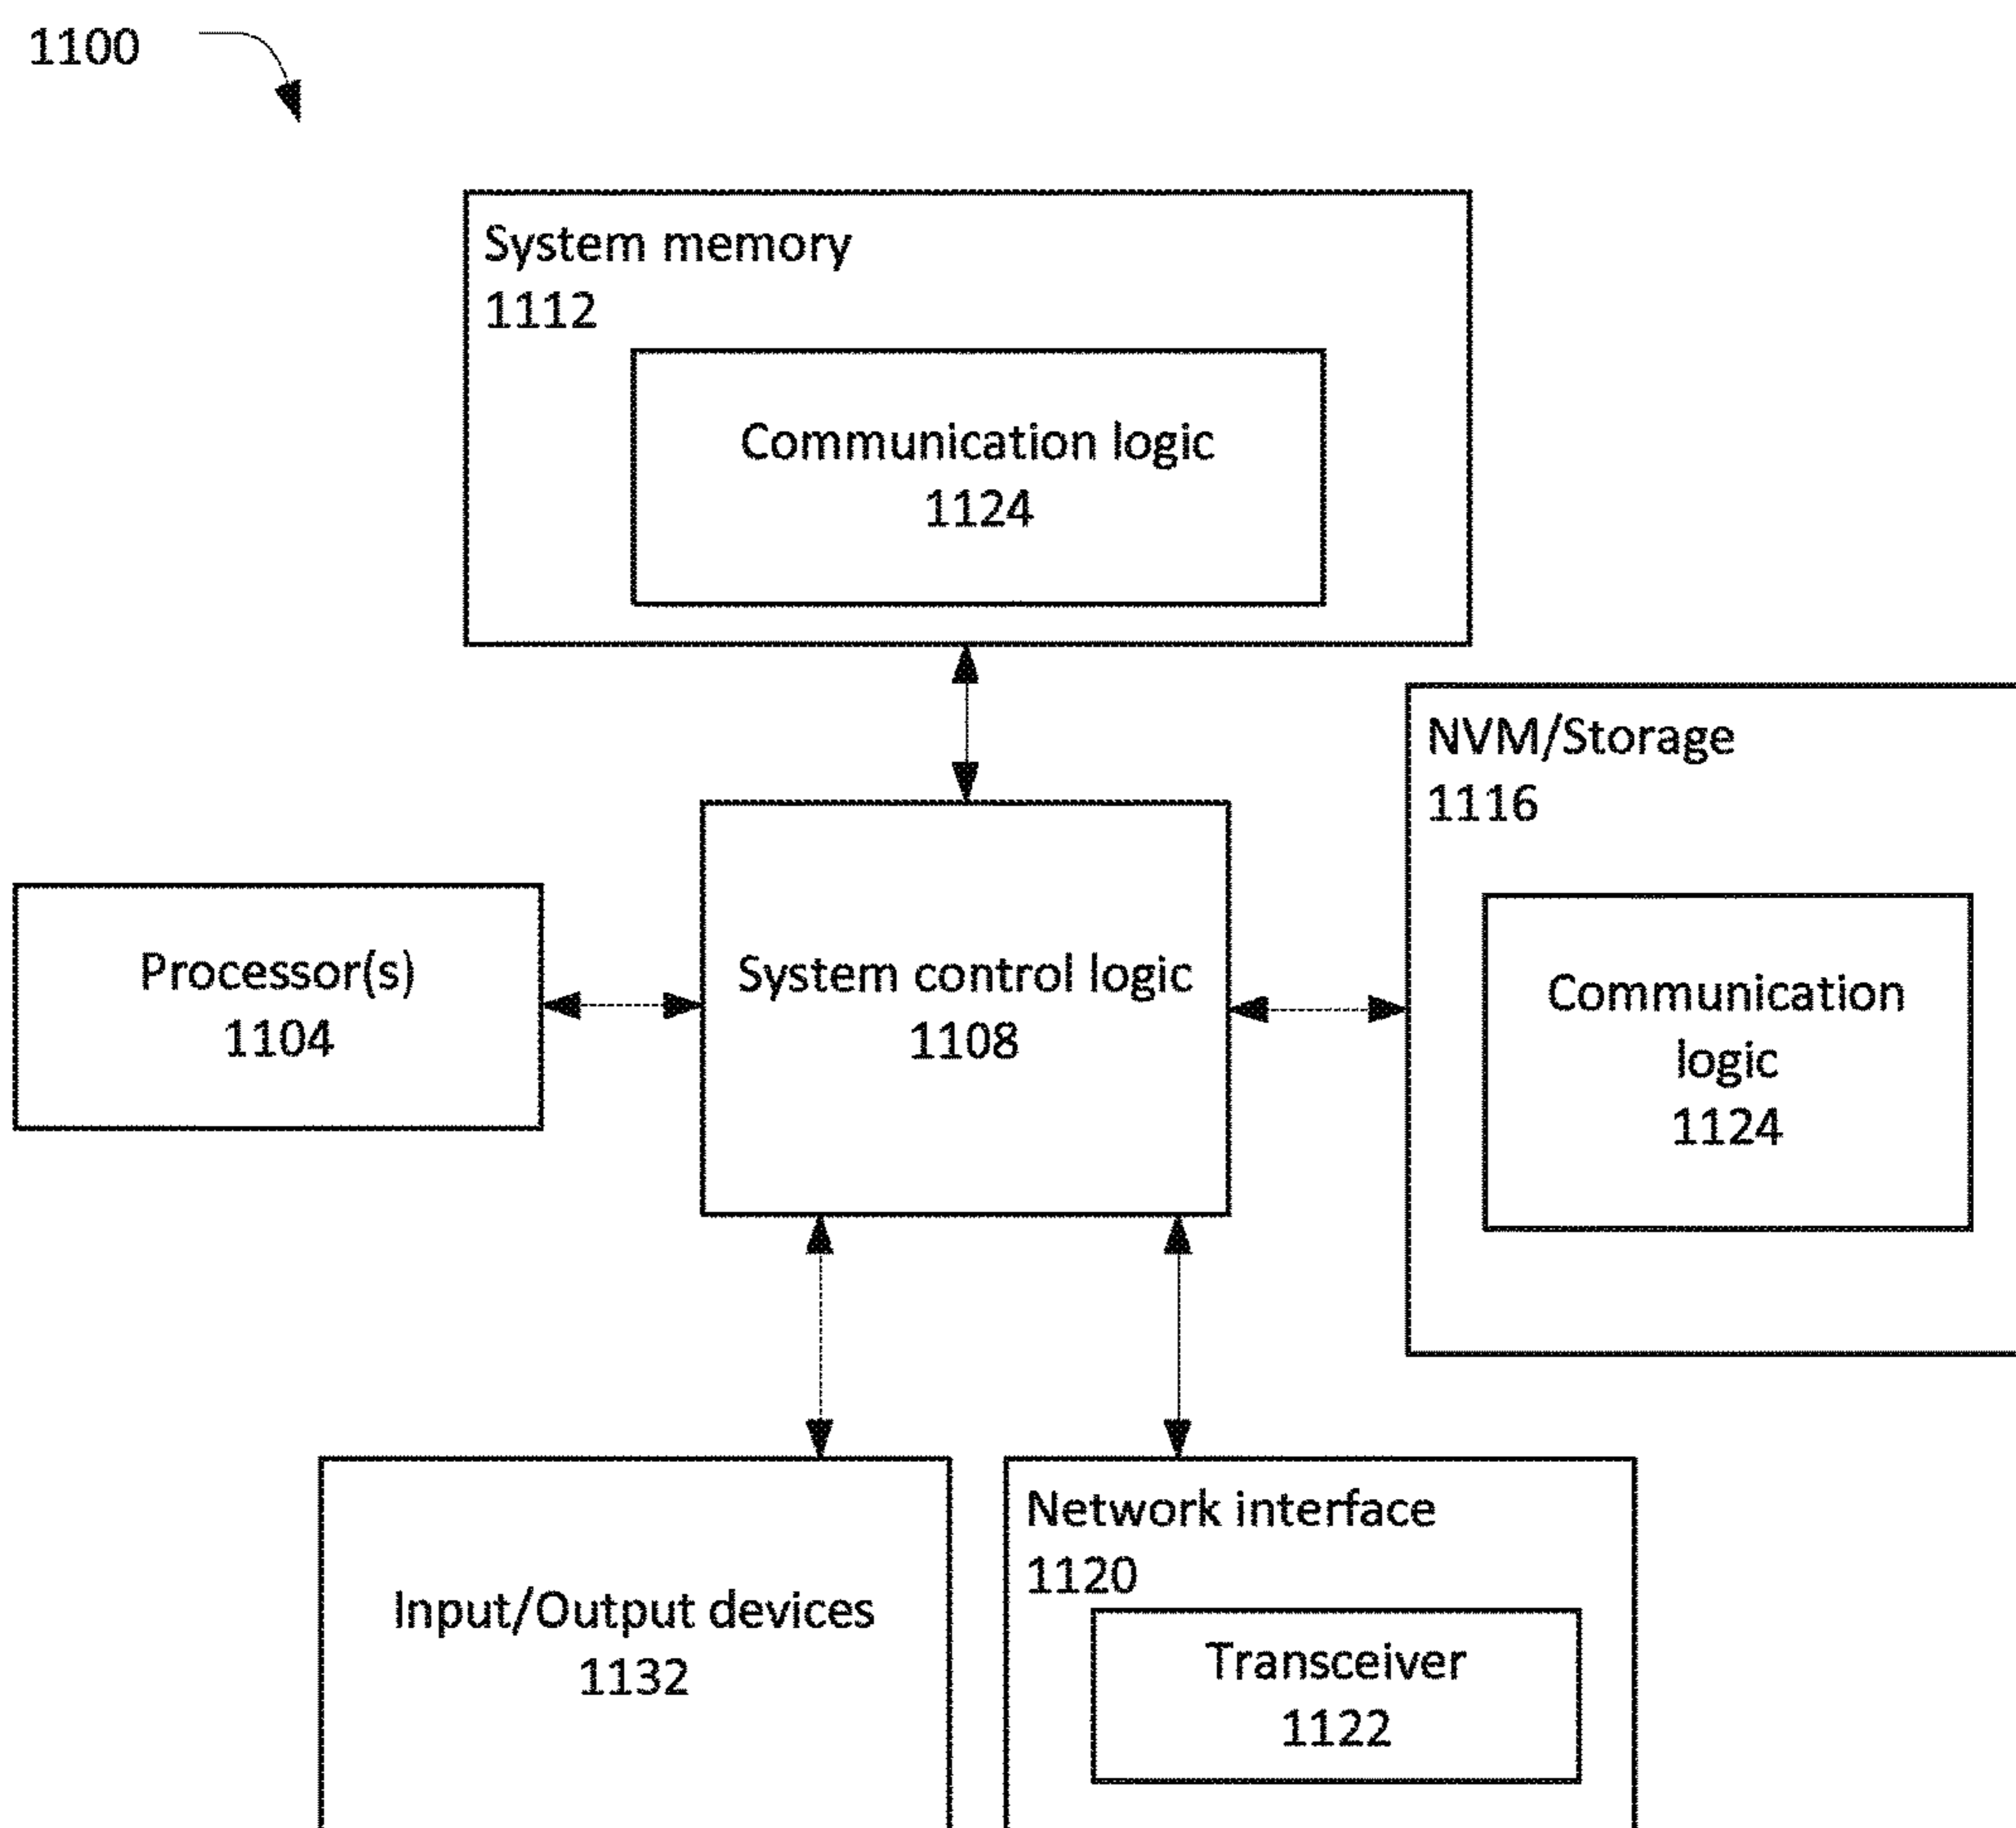 1100
System memory
1112
Communication logic
1124
NVM/Storage
1116
Communication
logic
1124
Processor(s)
1104
System control logic
1108
Input/Output devices
1132
Network interface
1120
Transceiver
1122